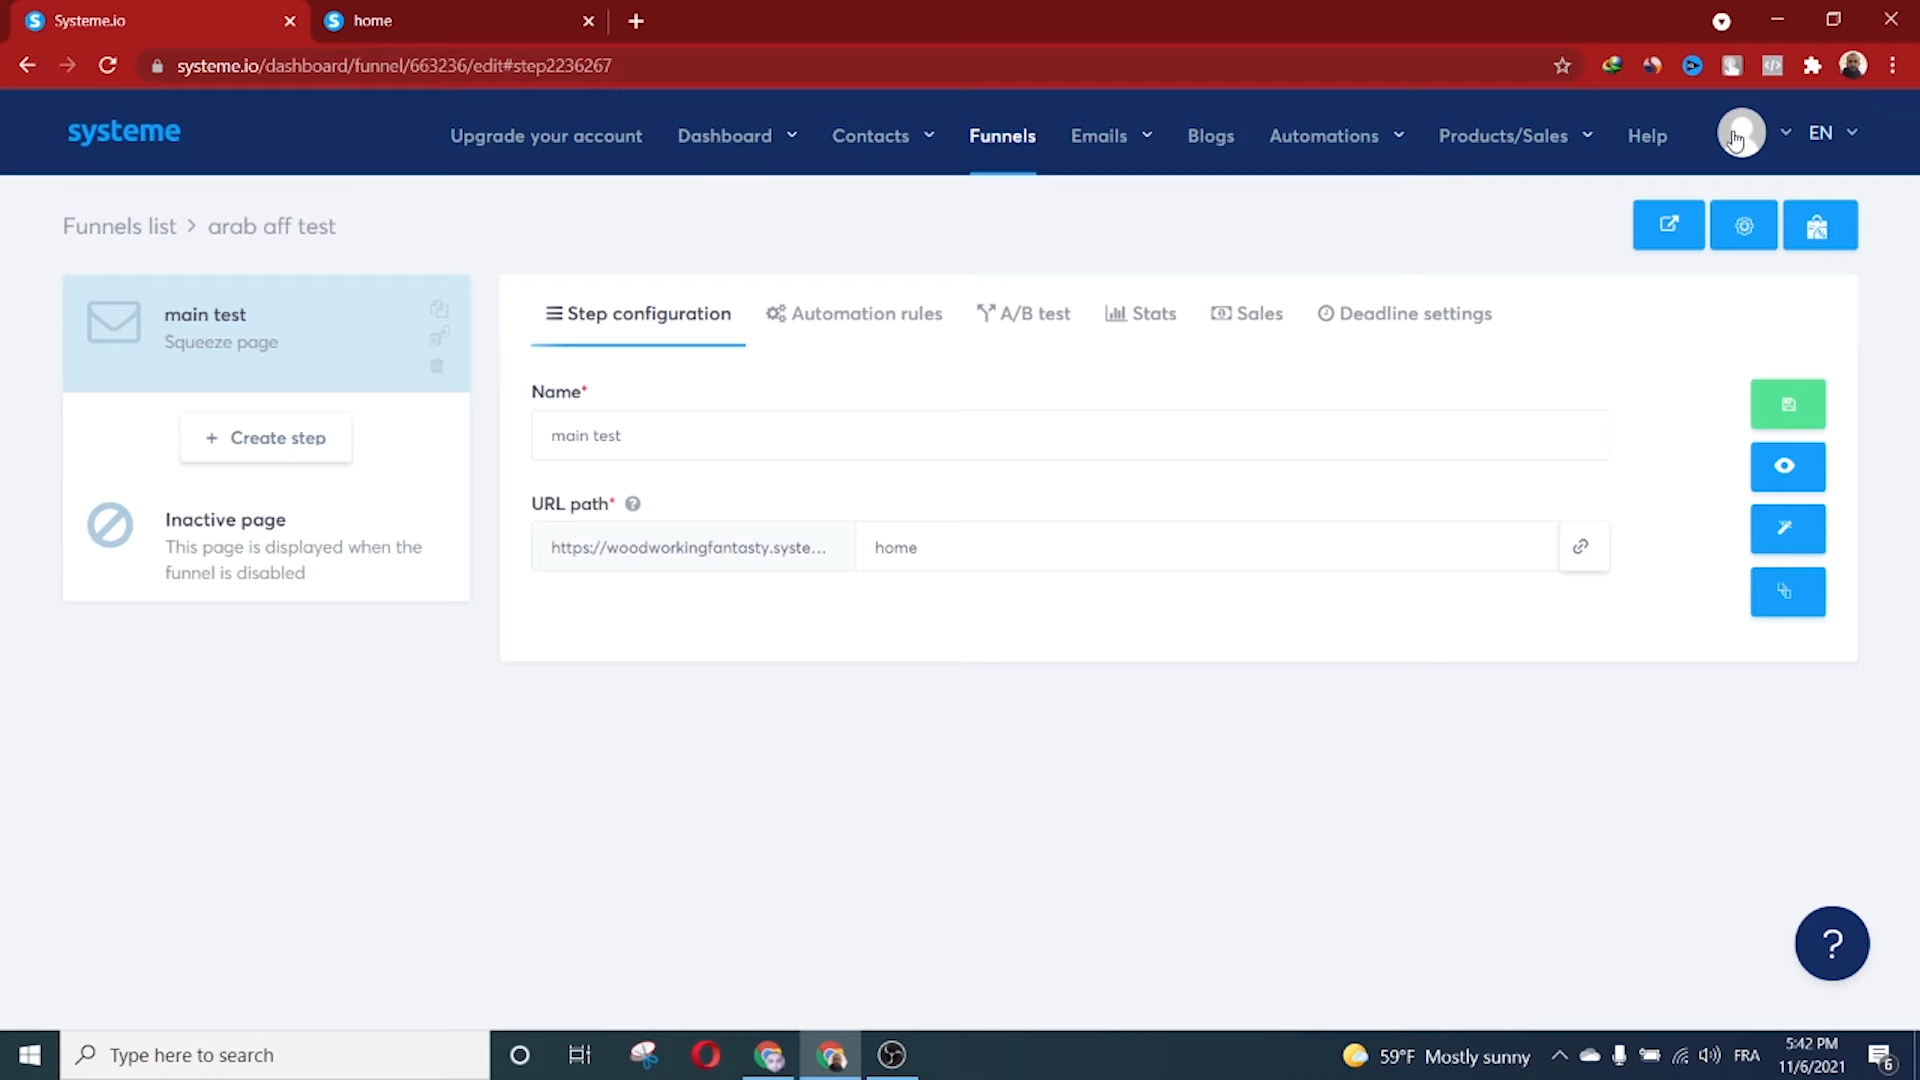 Systeme.io
home
systeme.io/dashboard/funnel/663236/edit#step2236267
systeme
Upgrade your account
Dashboard
Contacts
Funnels
Emails
Blogs
Automations
Products/Sales
Help
EN
Funnels list > arab aff test
main test
Squeeze page
+ Create step
Inactive page
This page is displayed when the
funnel is disabled
Step configuration
Automation rules
A/B test
Stats
Sales
Deadline settings
Name*
main test
URL path* ?
https://woodworkingfantasty.syste...
home
?
Type here to search
59°F Mostly sunny
FRA
5:42 PM
11/6/2021
6